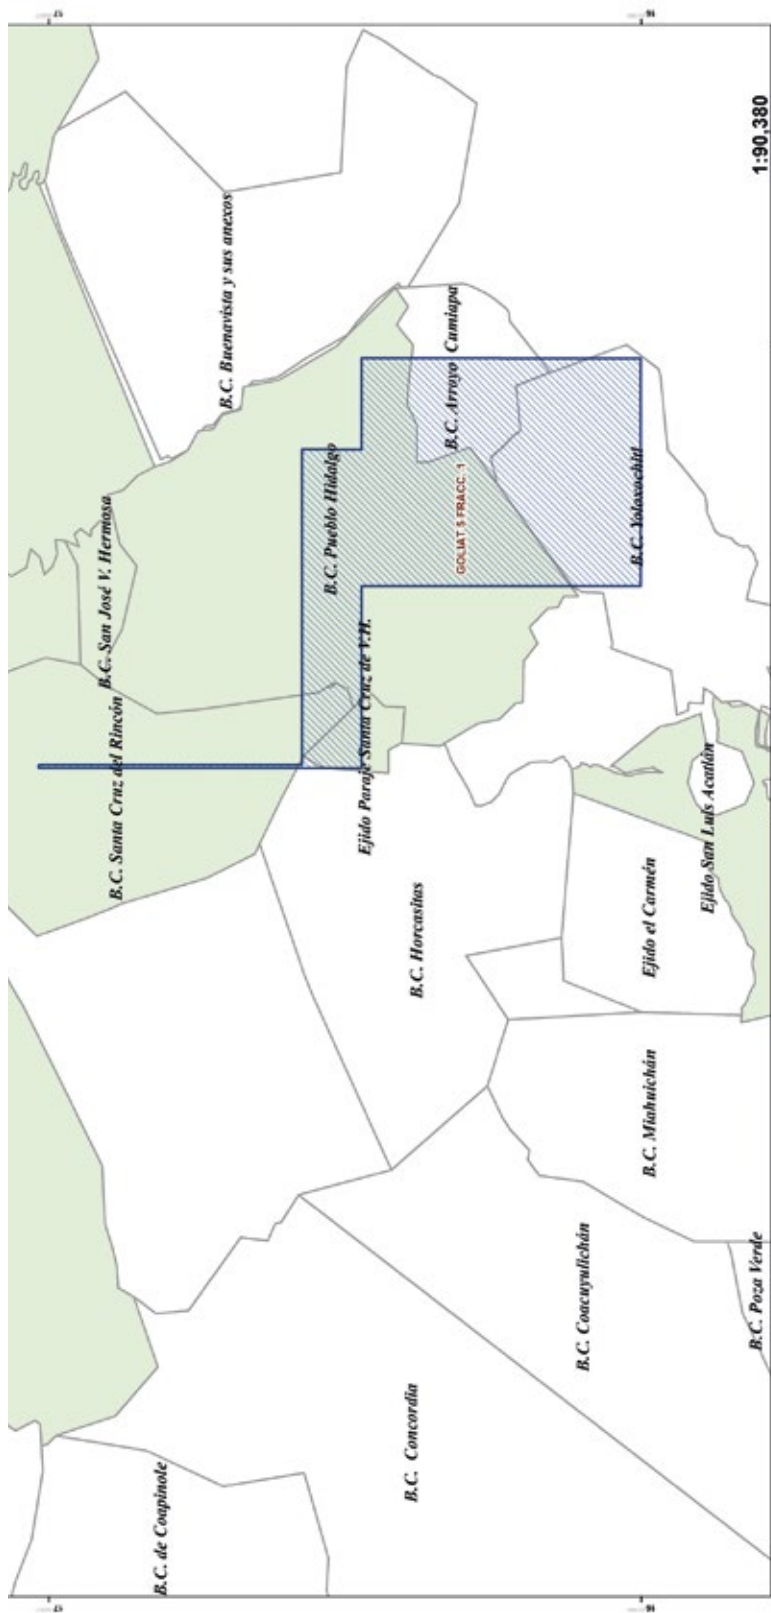 B.C. de Coapinole
B.C. Santa Cruz del Rincón
B.C. San José V. Hermosa
B.C. Buenavista y sus anexos
B.C. Pueblo Hidalgo
Ejido Paraje Santa Cruz de V.H.
B.C. Concordia
B.C. Horcasitas
GOLIAT 5 FRACC. 1
B.C. Arroyo Cumiapa
B.C. Coacuyulichán
B.C. Miahuichán
Ejido el Carmén
B.C. Yoloxochitl
Ejido San Luis Acatlán
B.C. Poza Verde
1:90,380